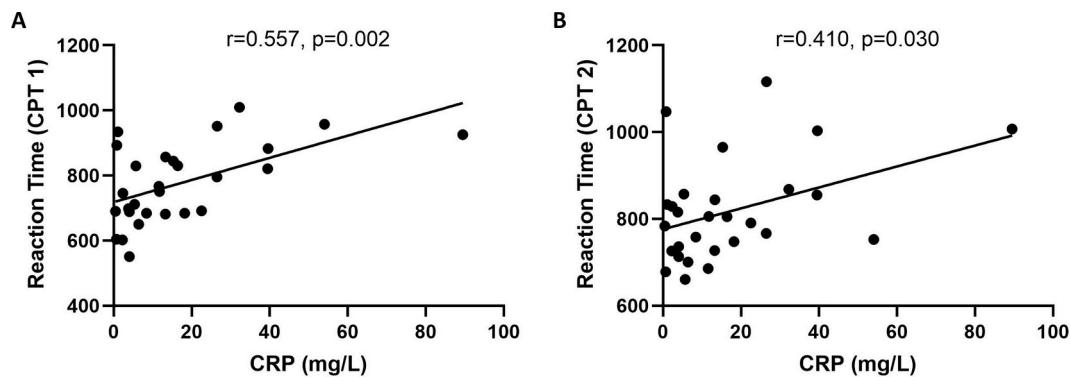 A
r=0.557, p=0.002
Reaction Time (CPT 1)
1200
1000
800
600
400
0 20 40 60 80 100
CRP (mg/L)
B
r=0.410, p=0.030
Reaction Time (CPT 2)
1200
1000
800
600
0 20 40 60 80 100
CRP (mg/L)